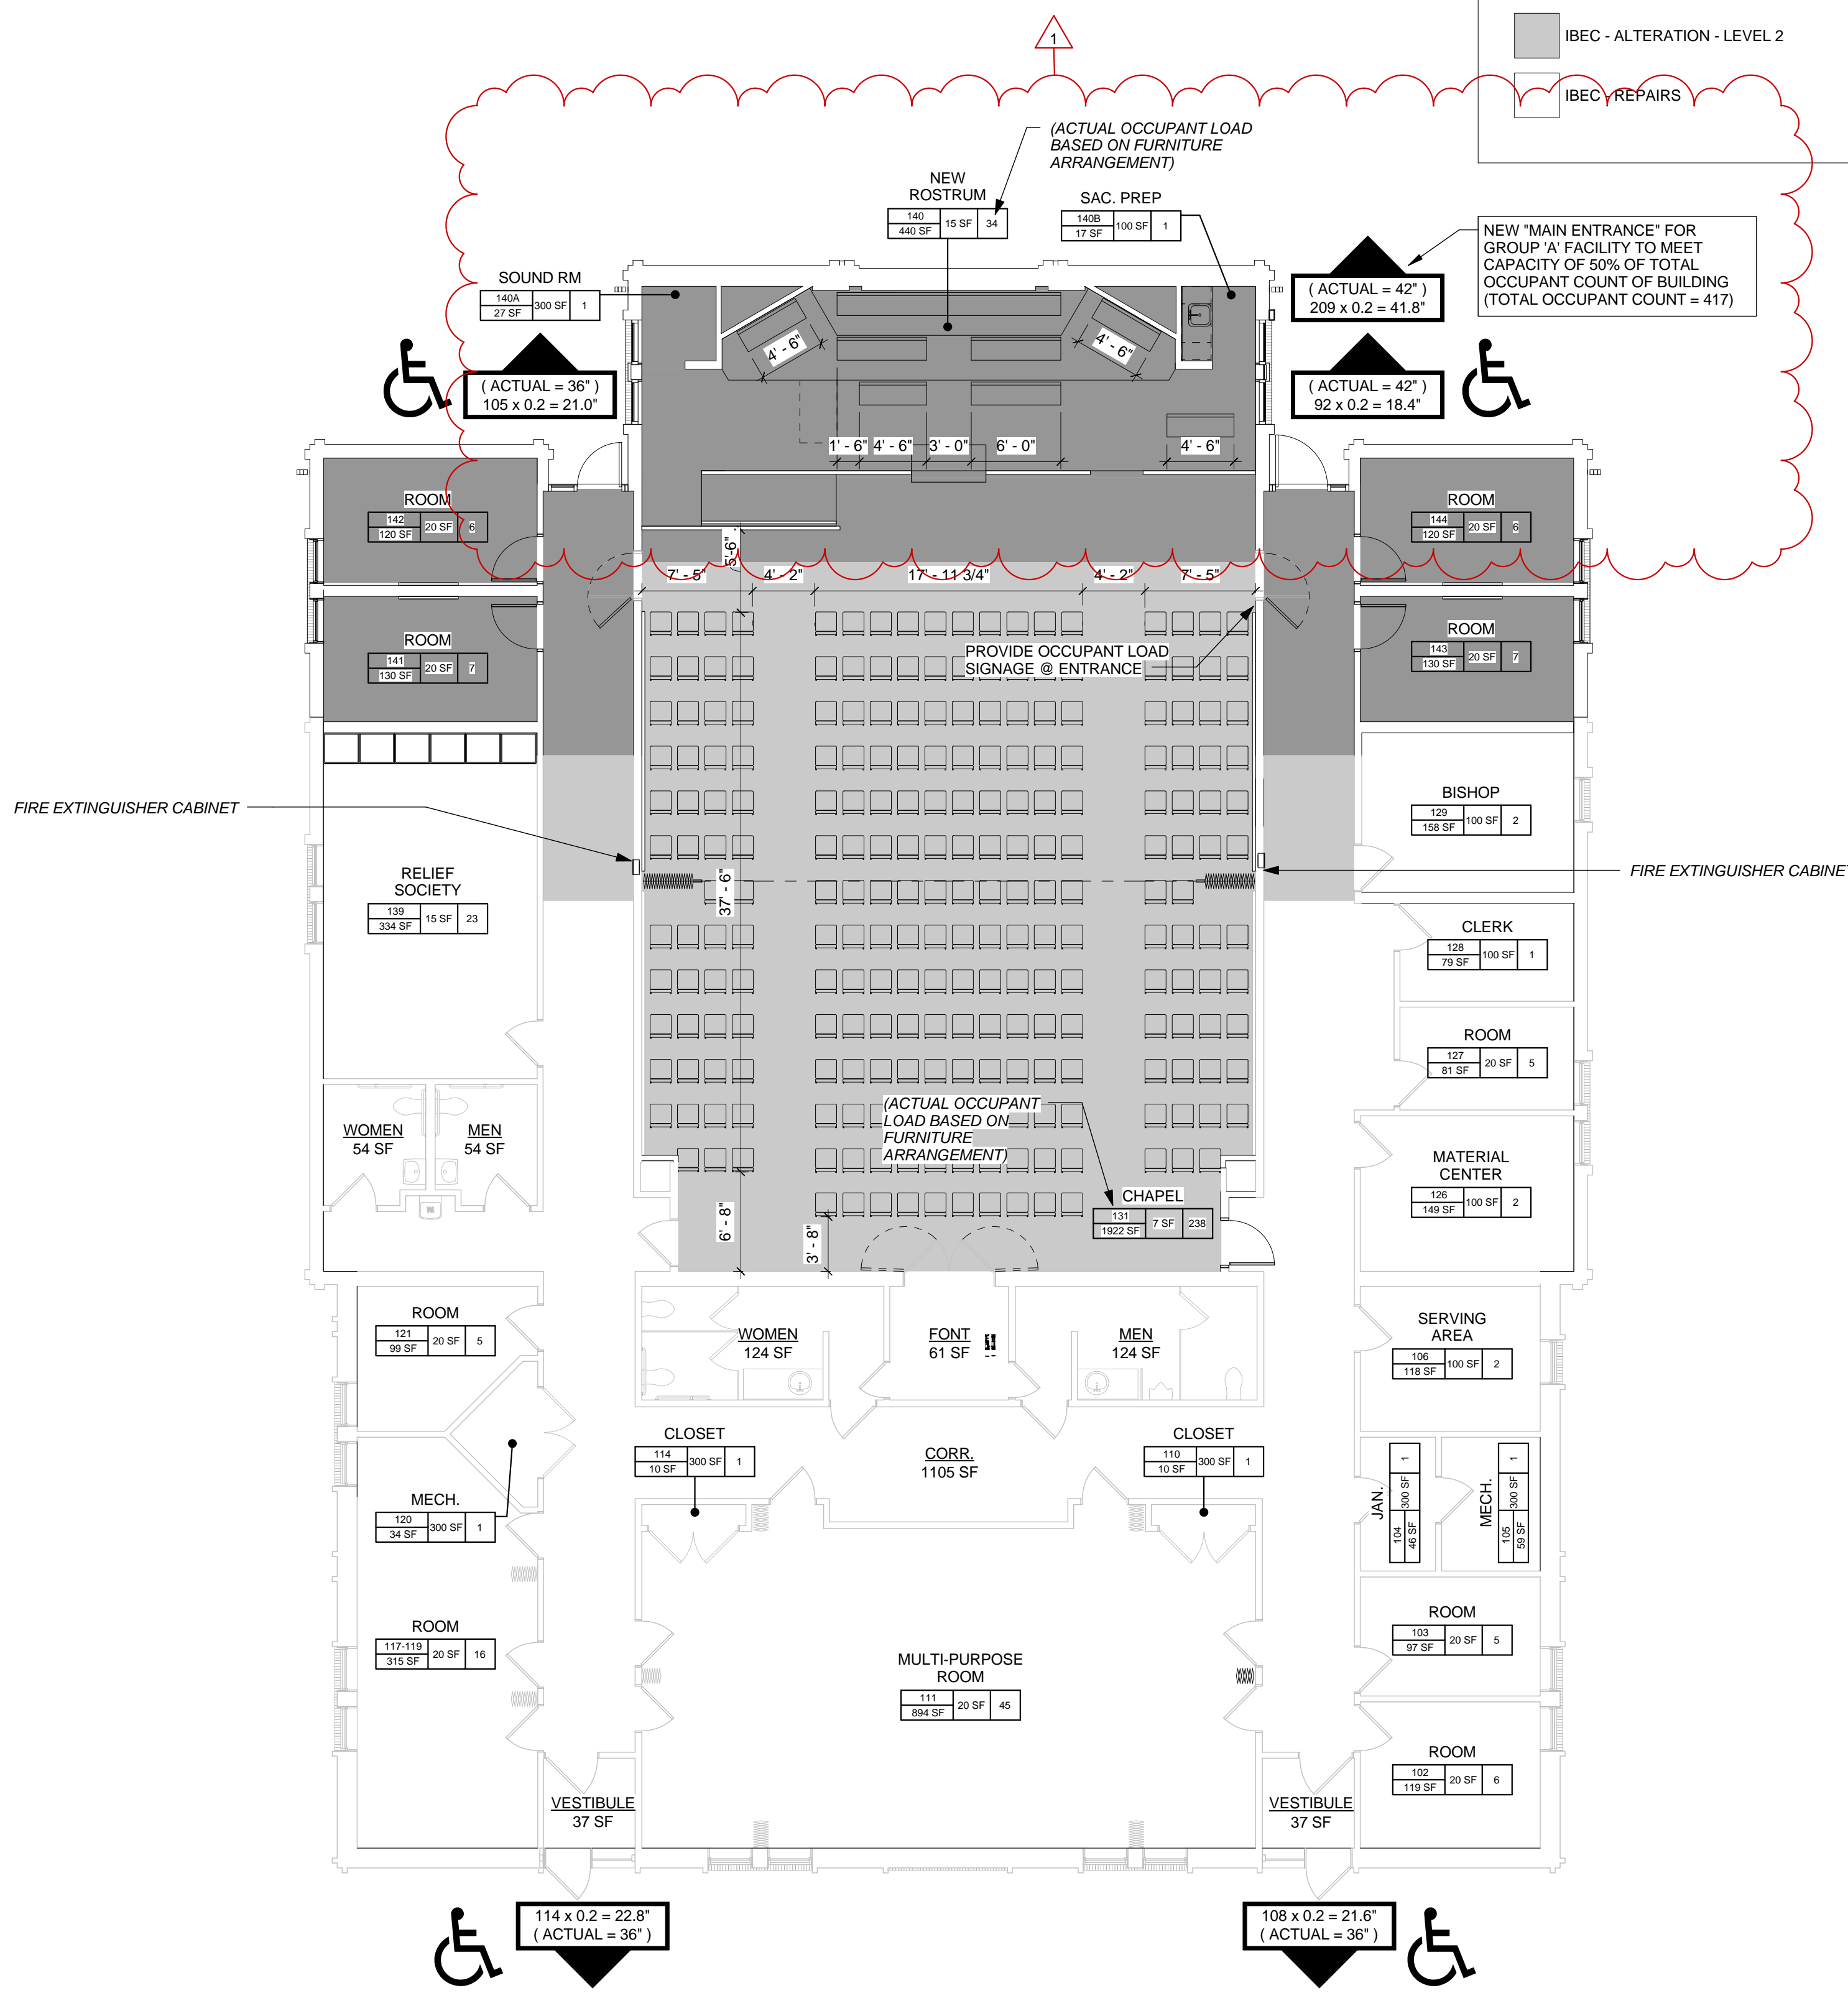 IBEC - ALTERATION - LEVEL 2
IBEC - REPAIRS
1
(ACTUAL OCCUPANT LOAD
BASED ON FURNITURE
ARRANGEMENT)
NEW
ROSTRUM
140
440 SF
15 SF
34
SAC. PREP
140B
17 SF
100 SF
1
NEW "MAIN ENTRANCE" FOR
GROUP 'A' FACILITY TO MEET
CAPACITY OF 50% OF TOTAL
OCCUPANT COUNT OF BUILDING
(TOTAL OCCUPANT COUNT = 417)
( ACTUAL = 42" )
209 x 0.2 = 41.8"
SOUND RM
140A
27 SF
300 SF
1
( ACTUAL = 36" )
105 x 0.2 = 21.0"
( ACTUAL = 42" )
92 x 0.2 = 18.4"
4' - 6"
4' - 6"
1' - 6"
4' - 6"
3' - 0"
6' - 0"
4' - 6"
ROOM
142
120 SF
20 SF
6
ROOM
144
120 SF
20 SF
6
5'-6"
7' - 5"
4' - 2"
17' - 11 3/4"
4' - 2"
7' - 5"
ROOM
141
130 SF
20 SF
7
PROVIDE OCCUPANT LOAD
SIGNAGE @ ENTRANCE
ROOM
143
130 SF
20 SF
7
FIRE EXTINGUISHER CABINET
BISHOP
129
158 SF
100 SF
2
RELIEF
SOCIETY
139
334 SF
15 SF
23
37' - 6"
FIRE EXTINGUISHER CABINE
CLERK
128
79 SF
100 SF
1
ROOM
127
81 SF
20 SF
5
WOMEN
54 SF
MEN
54 SF
(ACTUAL OCCUPANT
LOAD BASED ON
FURNITURE
ARRANGEMENT)
MATERIAL
CENTER
126
149 SF
100 SF
2
CHAPEL
131
1922 SF
7 SF
238
6' - 8"
3' - 8"
ROOM
121
99 SF
20 SF
5
WOMEN
124 SF
FONT
61 SF
MEN
124 SF
SERVING
AREA
106
118 SF
100 SF
2
CLOSET
114
10 SF
300 SF
1
CORR.
1105 SF
CLOSET
110
10 SF
300 SF
1
MECH.
120
34 SF
300 SF
1
JAN.
104
46 SF
300 SF
1
MECH.
105
59 SF
300 SF
1
ROOM
117-119
315 SF
20 SF
16
MULTI-PURPOSE
ROOM
111
894 SF
20 SF
45
ROOM
103
97 SF
20 SF
5
ROOM
102
119 SF
20 SF
6
VESTIBULE
37 SF
VESTIBULE
37 SF
114 x 0.2 = 22.8"
( ACTUAL = 36" )
108 x 0.2 = 21.6"
( ACTUAL = 36" )